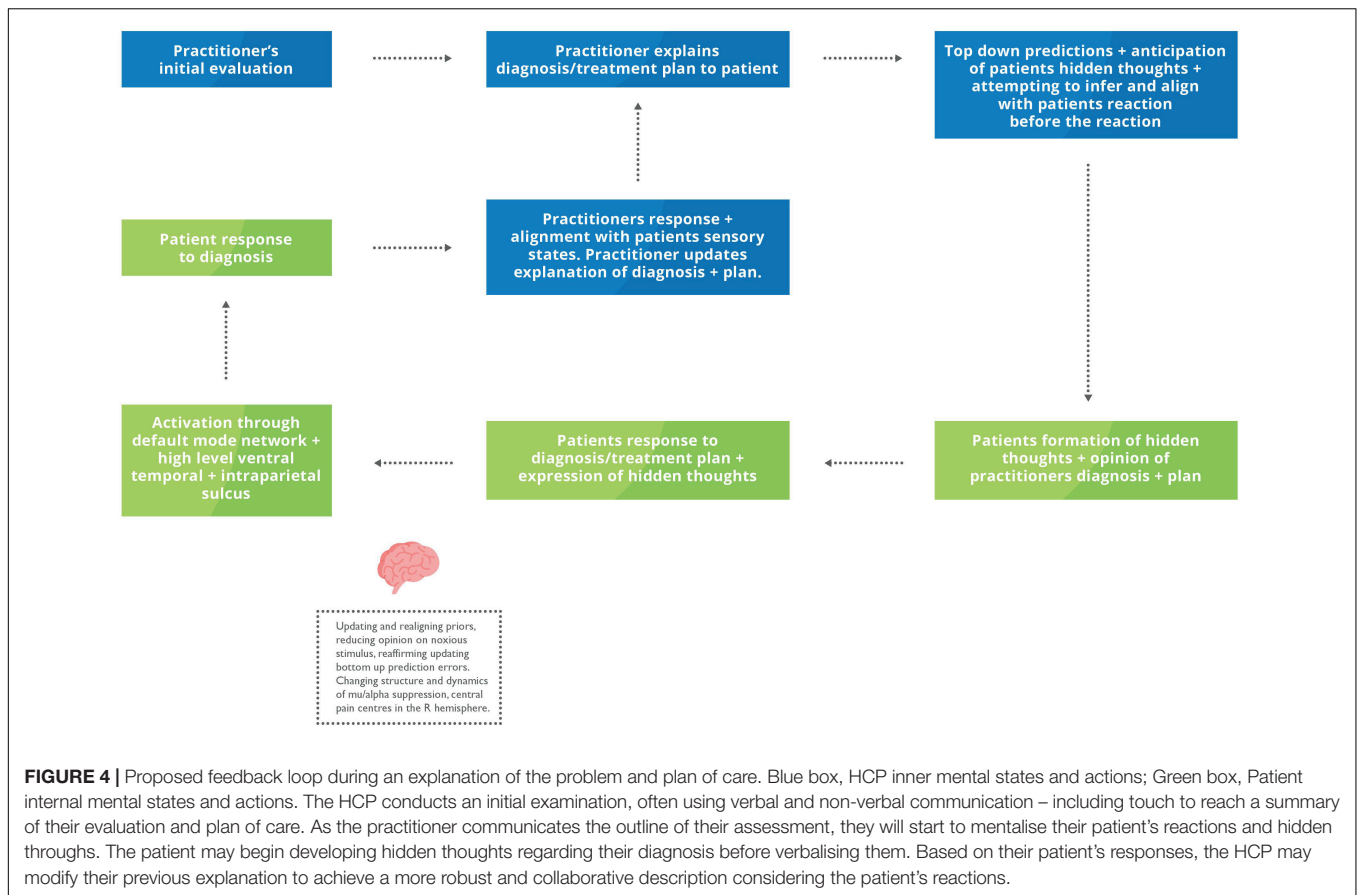 Practitioner's
initial evaluation
Practitioner explains
diagnosis/treatment plan to patient
Top down predictions + anticipation
of patients hidden thoughts +
attempting to infer and align
with patients reaction
before the reaction
Patient response
to diagnosis
Practitioners response +
alignment with patients sensory
states. Practitioner updates
explanation of diagnosis + plan.
Activation through
default mode network +
high level ventral
temporal + intraparietal
sulcus
Patients response to
diagnosis/treatment plan +
expression of hidden thoughts
Patients formation of hidden
thoughts + opinion of
practitioners diagnosis + plan
Updating and realigning priors,
reducing opinion on noxious
stimulus, reaffirming updating
bottom up prediction errors.
Changing structure and dynamics
of mu/alpha suppression, central
pain centres in the R hemisphere.
FIGURE 4 | Proposed feedback loop during an explanation of the problem and plan of care. Blue box, HCP inner mental states and actions; Green box, Patient
internal mental states and actions. The HCP conducts an initial examination, often using verbal and non-verbal communication – including touch to reach a summary
of their evaluation and plan of care. As the practitioner communicates the outline of their assessment, they will start to mentalise their patient's reactions and hidden
throughs. The patient may begin developing hidden thoughts regarding their diagnosis before verbalising them. Based on their patient's responses, the HCP may
modify their previous explanation to achieve a more robust and collaborative description considering the patient's reactions.